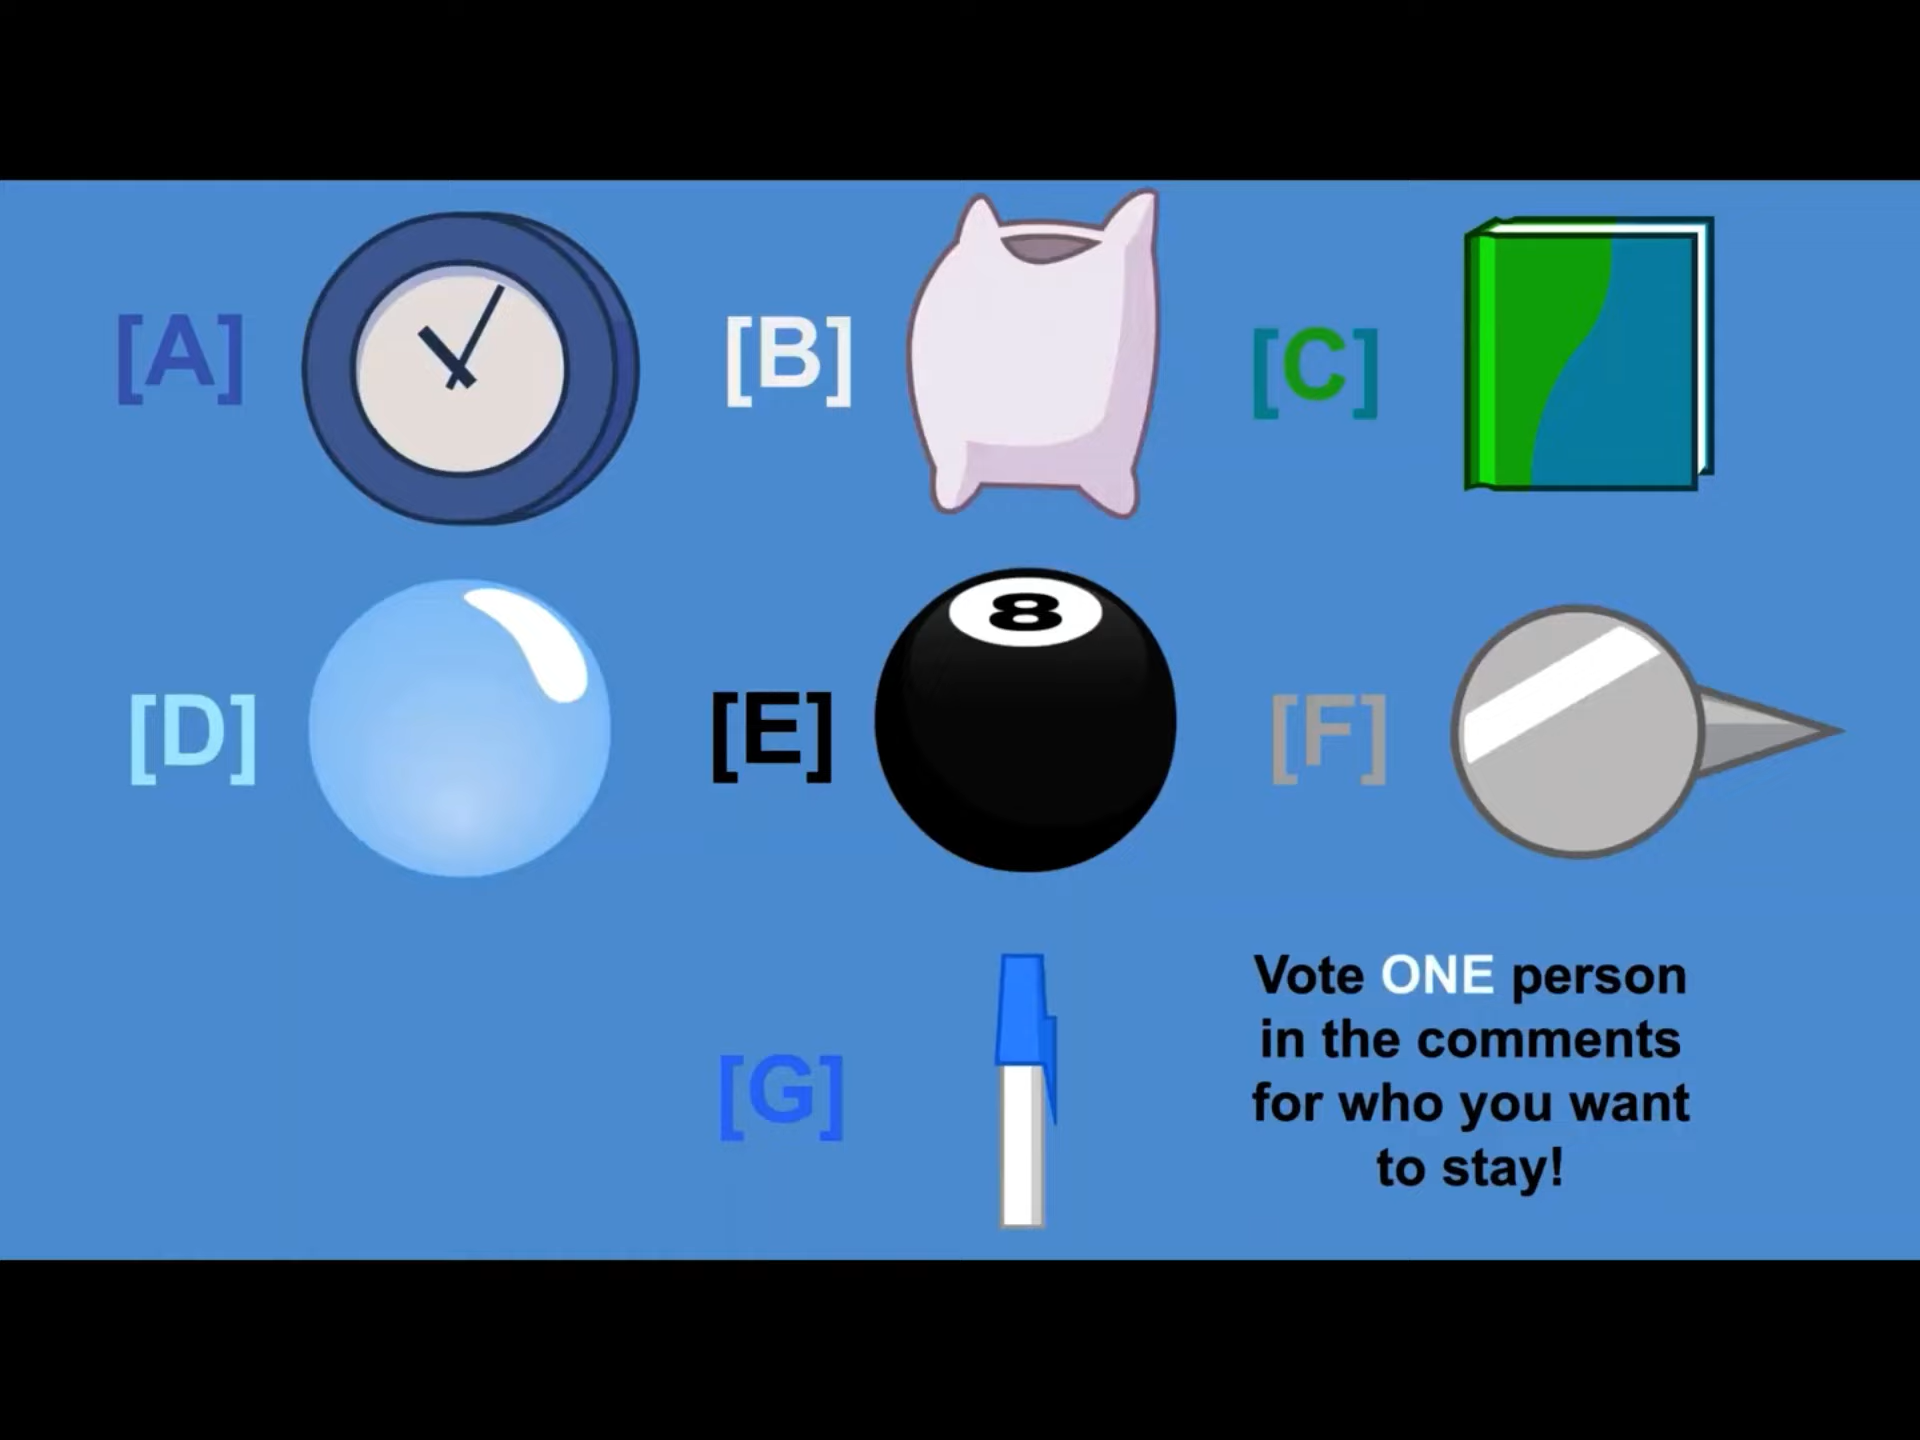 [A]
[B]
[C]
[D]
[E]
8
[F]
[G]
Vote ONE person
in the comments
for who you want
to stay!